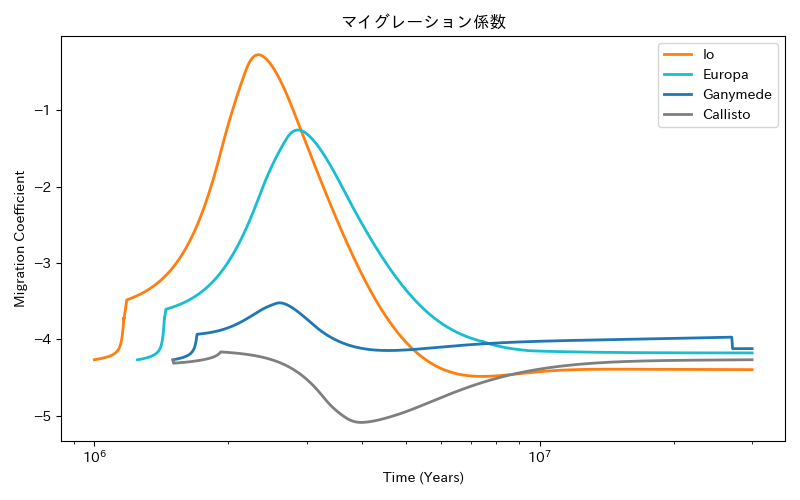 マイグレーション係数
Io
Europa
Ganymede
Callisto
Migration Coefficient
−1
−2
−3
−4
−5
10⁶
10⁷
Time (Years)